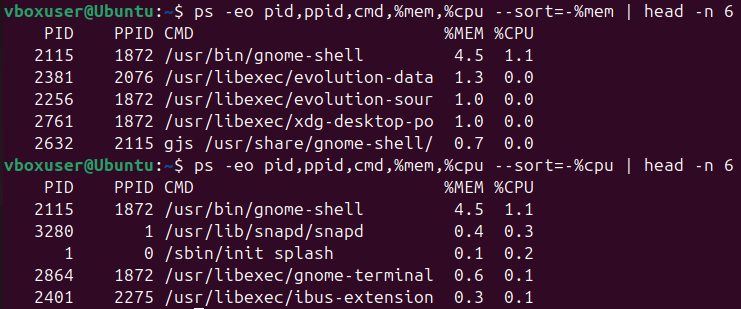 vboxuser@Ubuntu:~$ ps -eo pid,ppid,cmd,%mem,%cpu --sort=-%mem | head -n 6
    PID    PPID CMD                         %MEM %CPU
   2115    1872 /usr/bin/gnome-shell         4.5  1.1
   2381    2076 /usr/libexec/evolution-data  1.3  0.0
   2256    1872 /usr/libexec/evolution-sour  1.0  0.0
   2761    1872 /usr/libexec/xdg-desktop-po  1.0  0.0
   2632    2115 gjs /usr/share/gnome-shell/  0.7  0.0
vboxuser@Ubuntu:~$ ps -eo pid,ppid,cmd,%mem,%cpu --sort=-%cpu | head -n 6
    PID    PPID CMD                         %MEM %CPU
   2115    1872 /usr/bin/gnome-shell         4.5  1.1
   3280       1 /usr/lib/snapd/snapd         0.4  0.3
      1       0 /sbin/init splash            0.1  0.2
   2864    1872 /usr/libexec/gnome-terminal  0.6  0.1
   2401    2275 /usr/libexec/ibus-extension  0.3  0.1